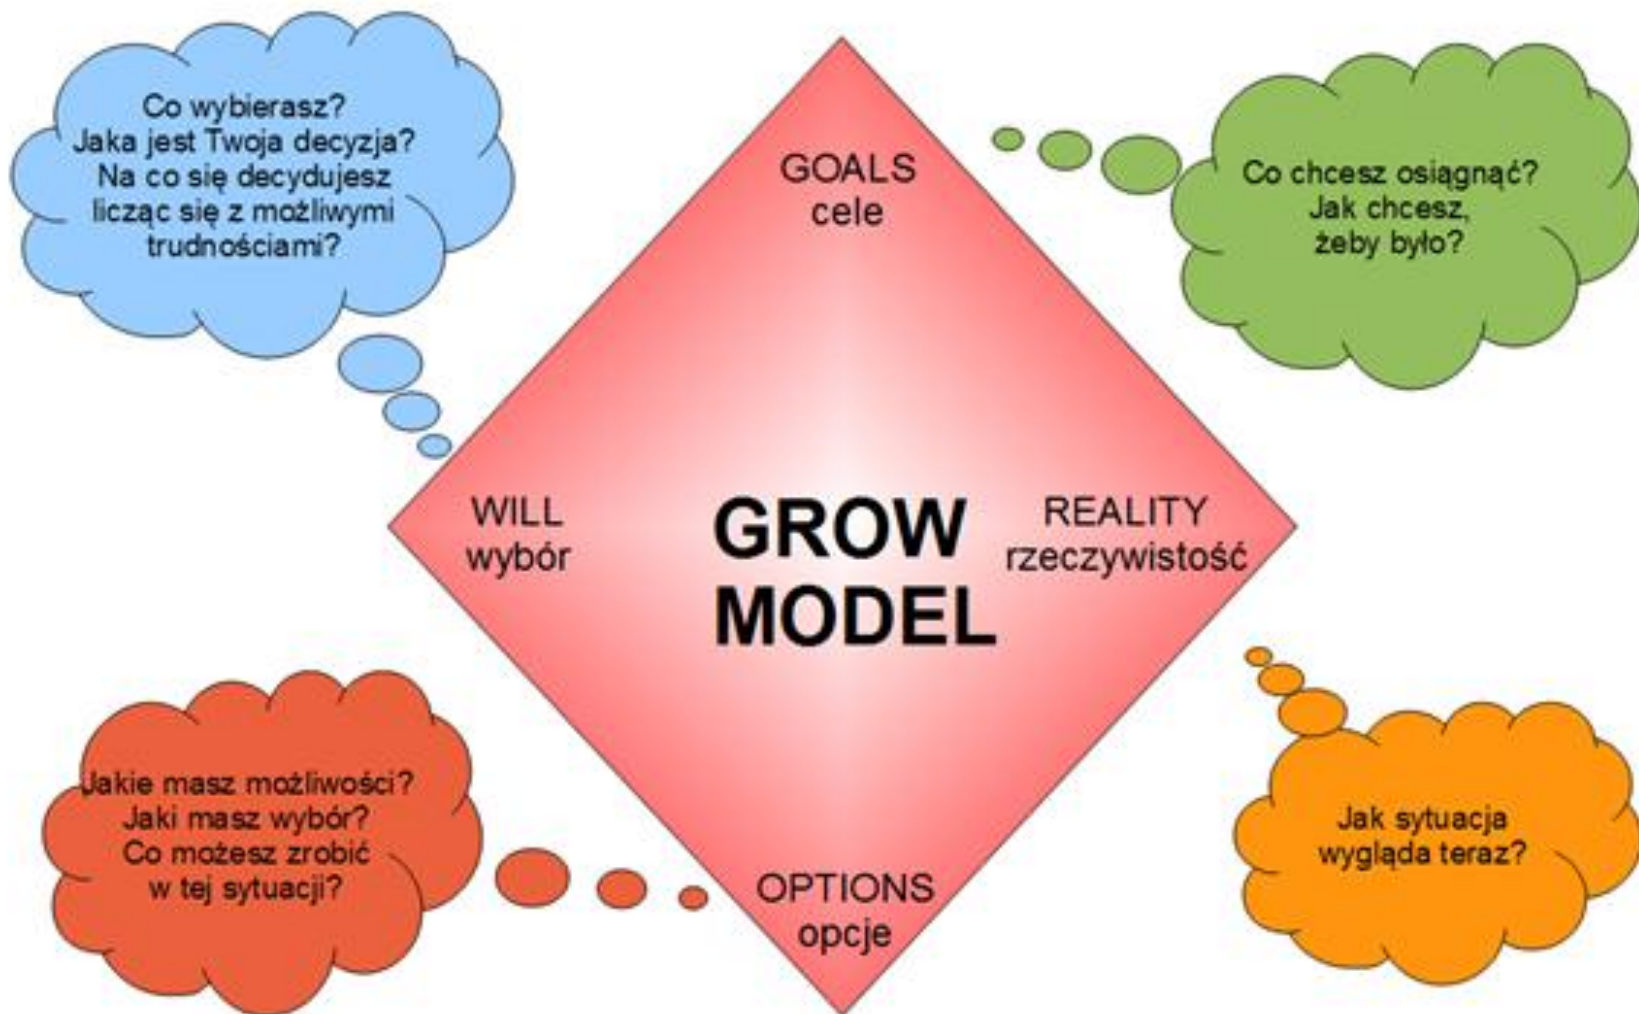 Co wybierasz?
Jaka jest Twoja decyzja?
Na co się decydujesz
licząc się z możliwymi
trudnościami?
GOALS
cele
Co chcesz osiągnąć?
Jak chcesz,
żeby było?
WILL
wybór
GROW
MODEL
REALITY
rzeczywistość
Jakie masz możliwości?
Jaki masz wybór?
Co możesz zrobić
w tej sytuacji?
OPTIONS
opcje
Jak sytuacja
wygląda teraz?